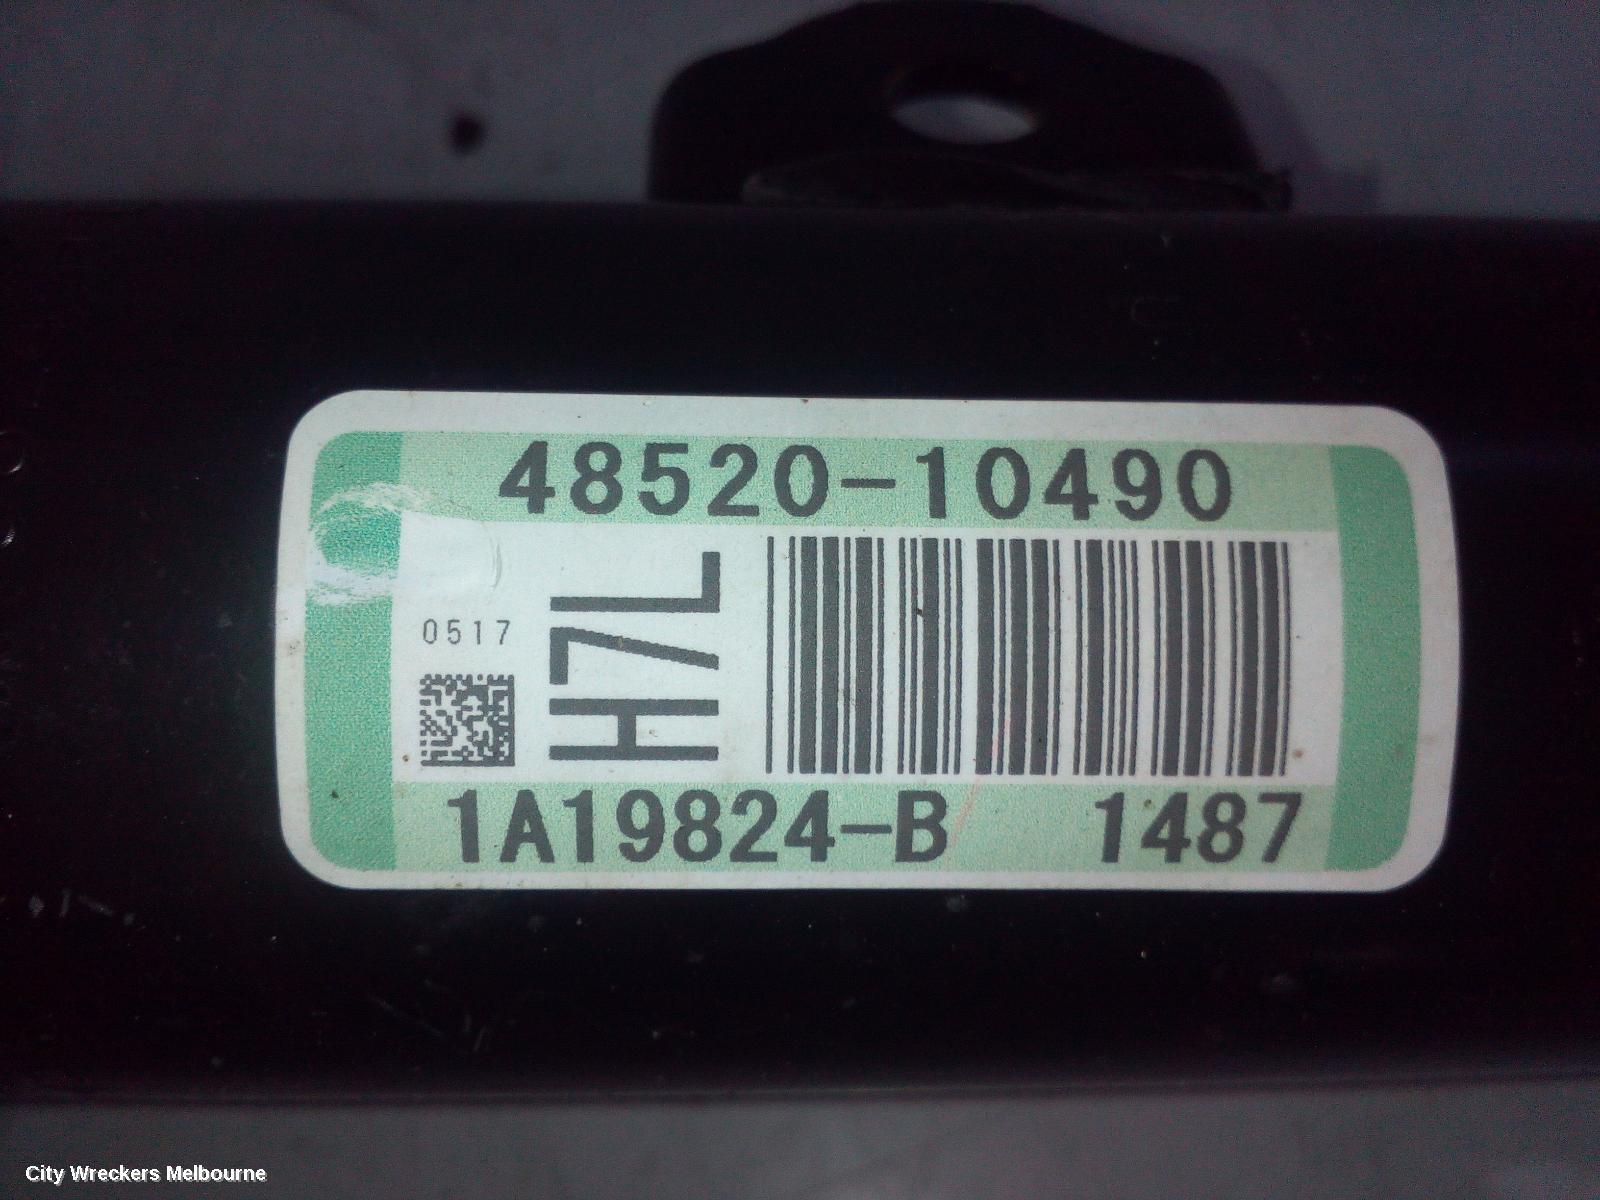 48520-10490
0517
H7L
1A19824-B 1487
City Wreckers Melbourne